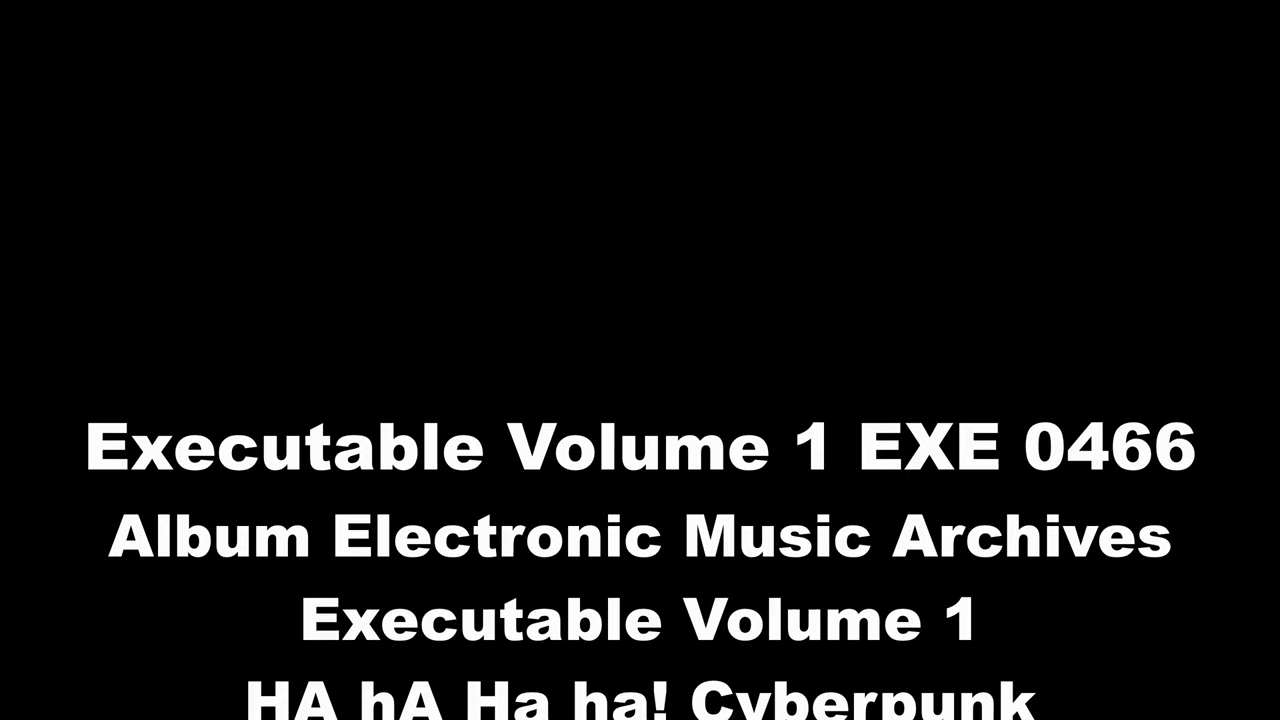 Executable Volume 1 EXE 0466
Album Electronic Music Archives
Executable Volume 1
HA hA Ha ha! Cyberpunk